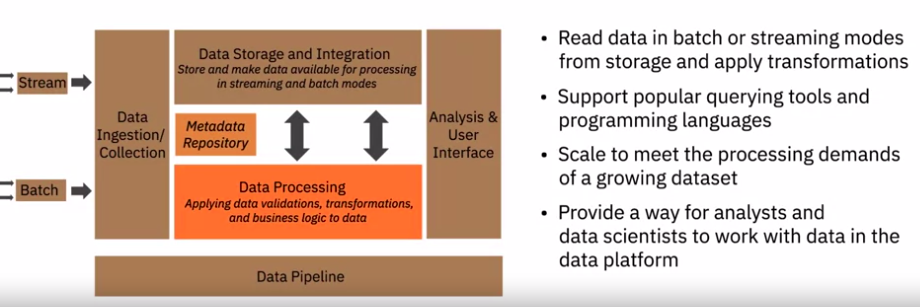 Stream
Batch
Data
Ingestion/
Collection
Data Storage and Integration
Store and make data available for processing
in streaming and batch modes
Metadata
Repository
Data Processing
Applying data validations, transformations,
and business logic to data
Analysis &
User
Interface
Data Pipeline
• Read data in batch or streaming modes
from storage and apply transformations
• Support popular querying tools and
programming languages
• Scale to meet the processing demands
of a growing dataset
• Provide a way for analysts and
data scientists to work with data in the
data platform